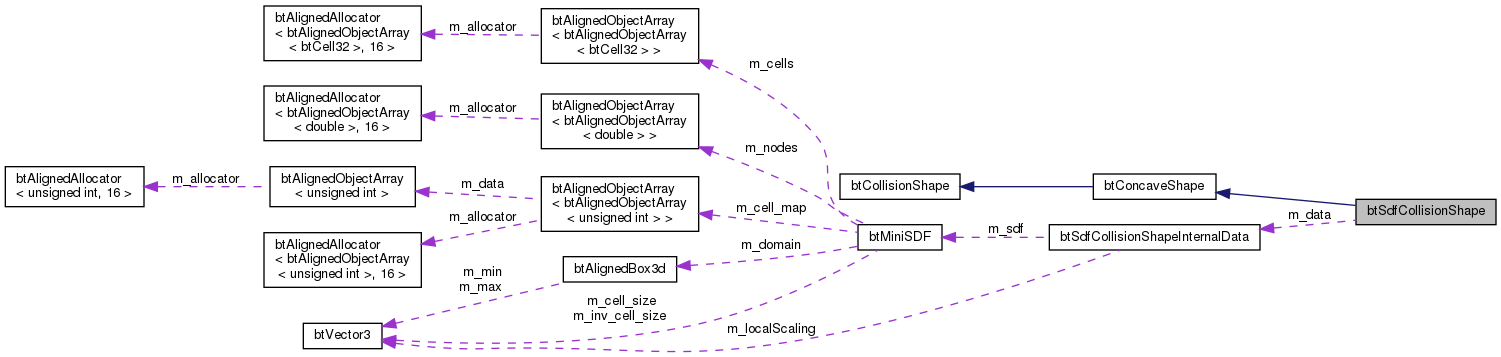 btAlignedAllocator
< btAlignedObjectArray
< btCell32 >, 16 >
m_allocator
btAlignedObjectArray
< btAlignedObjectArray
< btCell32 > >
m_cells
btAlignedAllocator
< btAlignedObjectArray
< double >, 16 >
m_allocator
btAlignedObjectArray
< btAlignedObjectArray
< double > >
m_nodes
btAlignedAllocator
< unsigned int, 16 >
m_allocator
btAlignedObjectArray
< unsigned int >
m_data
btAlignedObjectArray
< btAlignedObjectArray
< unsigned int > >
m_cell_map
m_allocator
btAlignedAllocator
< btAlignedObjectArray
< unsigned int >, 16 >
btCollisionShape
btConcaveShape
btSdfCollisionShape
m_data
btMiniSDF
m_sdf
btSdfCollisionShapeInternalData
m_domain
btAlignedBox3d
m_min
m_max
m_cell_size
m_inv_cell_size
m_localScaling
btVector3